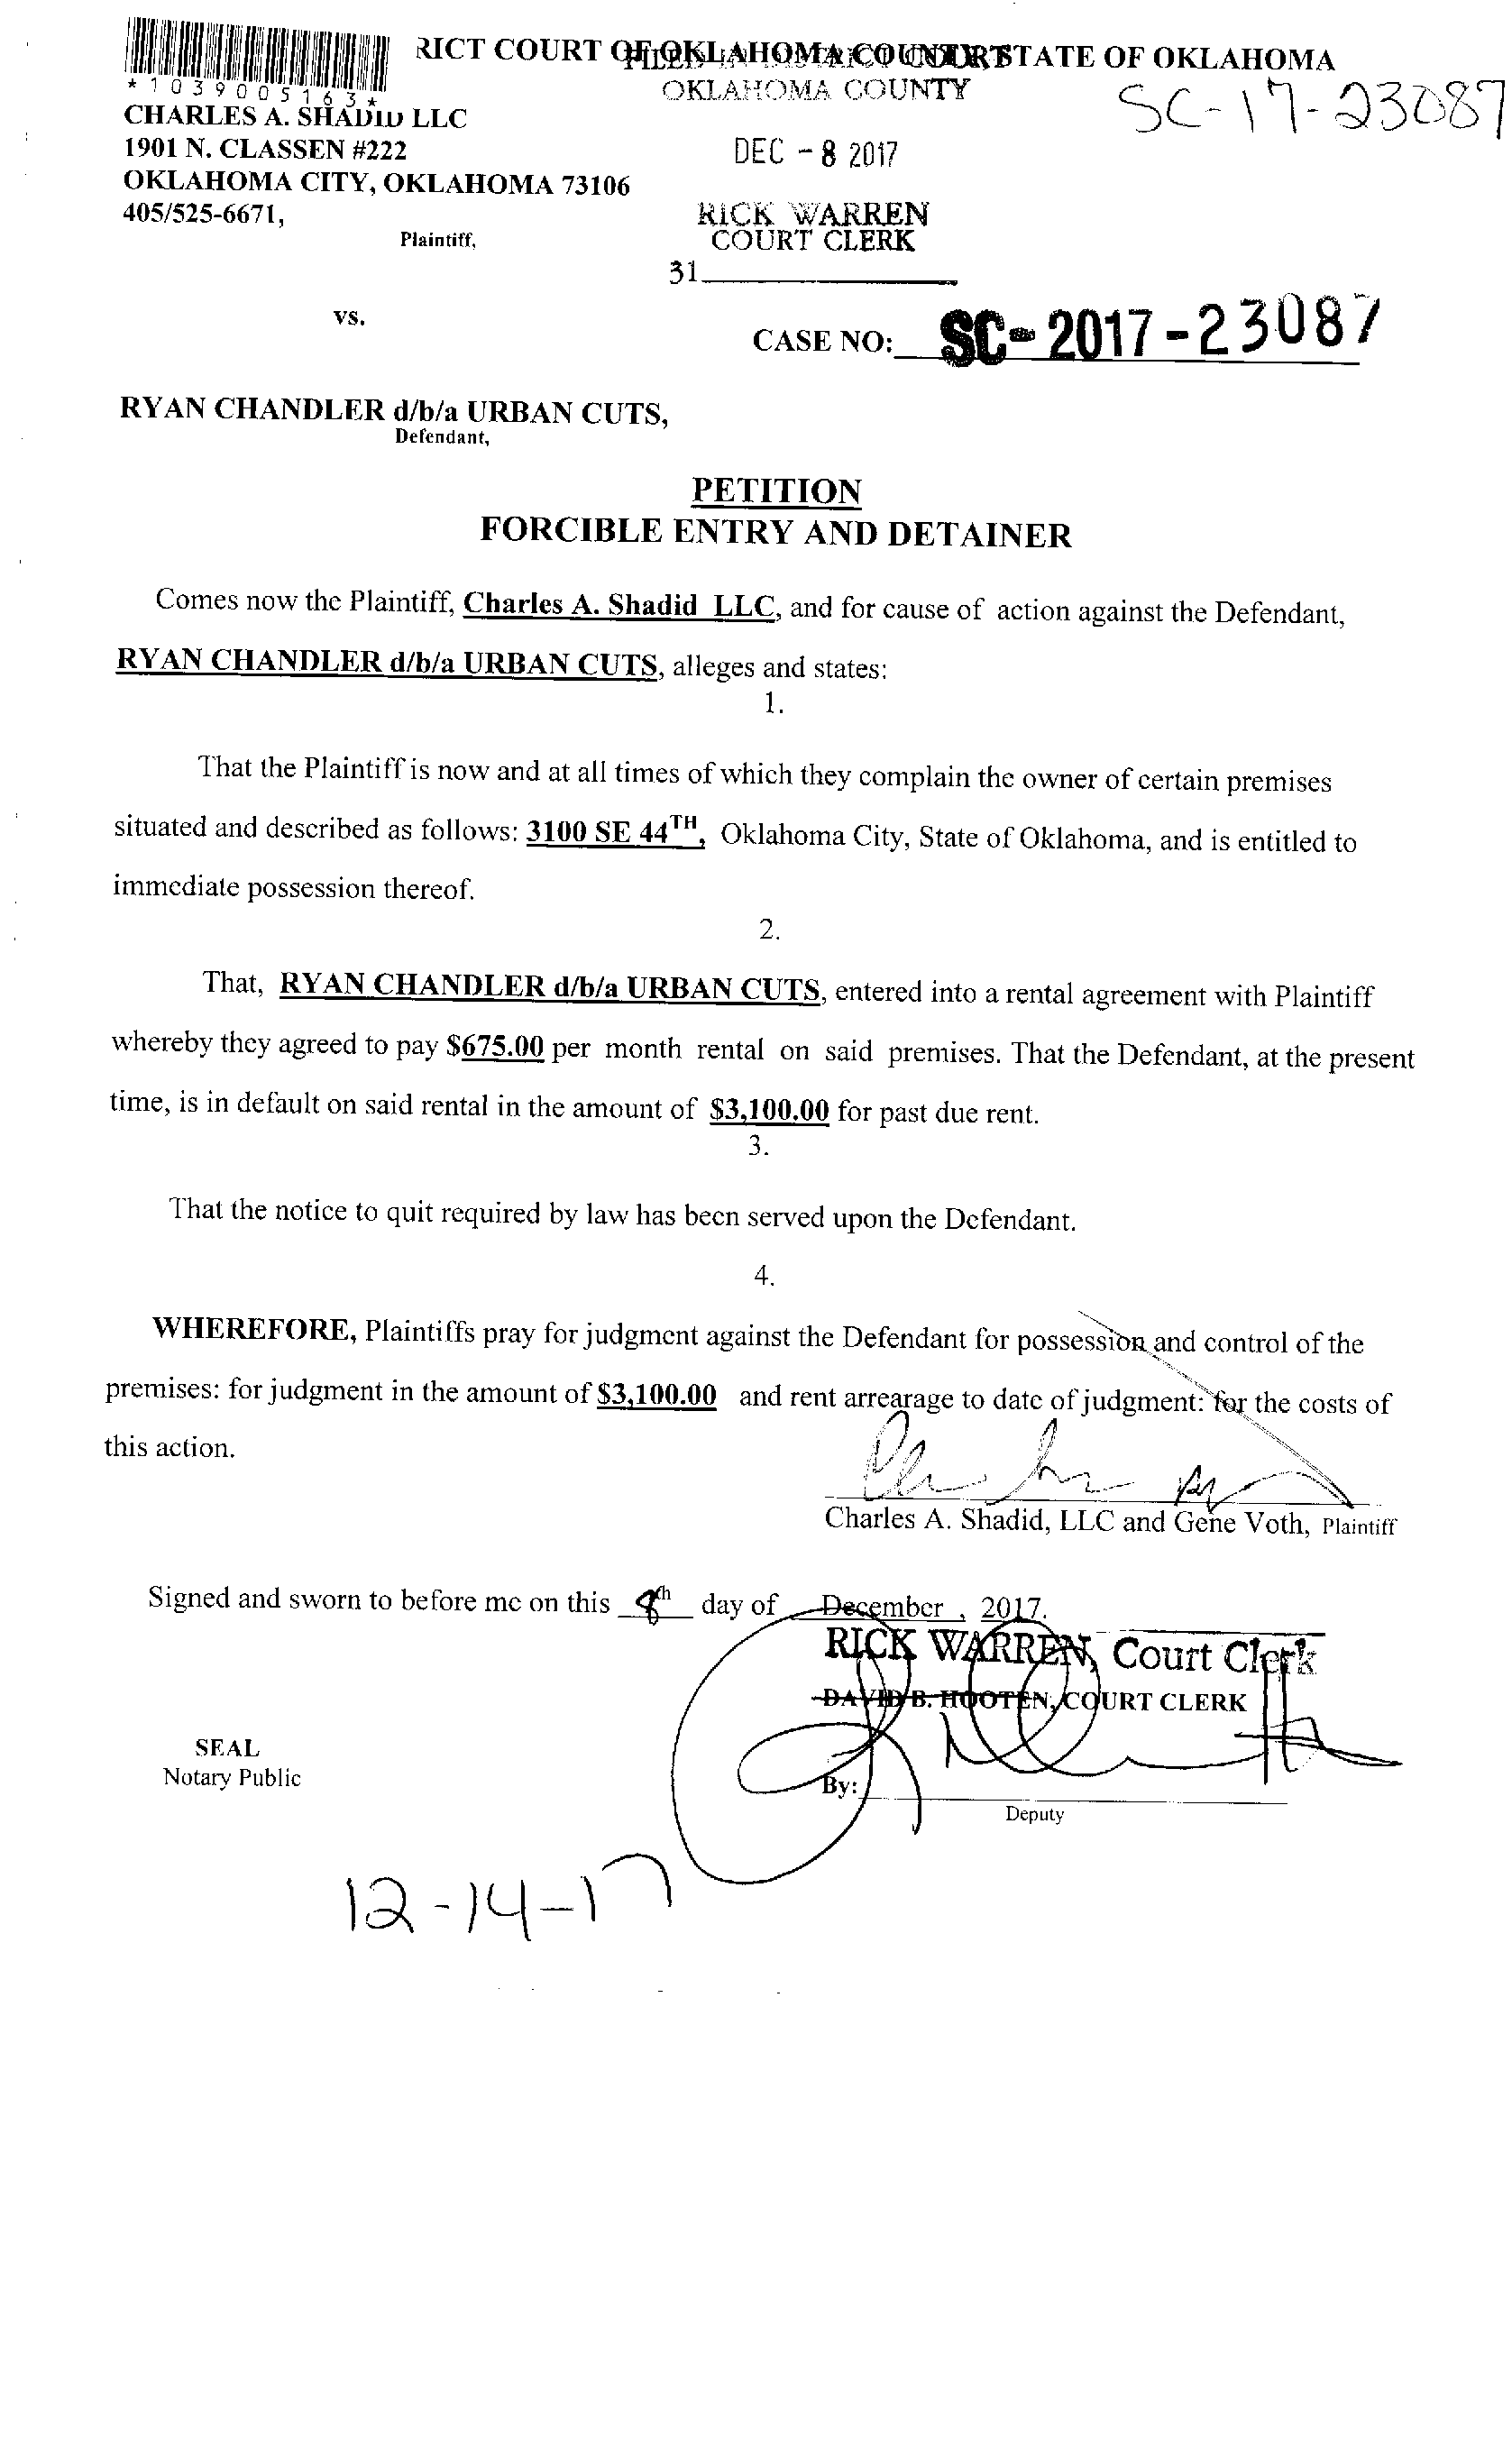 RICT COURT OF OKLAHOMA COUNTY STATE OF OKLAHOMA
*1039005163*
OKLAHOMA COUNTY
SC-17-23087
CHARLES A. SHADID LLC
1901 N. CLASSEN #222
DEC - 8 2017
OKLAHOMA CITY, OKLAHOMA 73106
405/525-6671,
RICK WARREN
Plaintiff,
COURT CLERK
31
vs.
CASE NO: SC-2017-23087
RYAN CHANDLER d/b/a URBAN CUTS,
Defendant,
PETITION
FORCIBLE ENTRY AND DETAINER
Comes now the Plaintiff, Charles A. Shadid LLC, and for cause of action against the Defendant,
RYAN CHANDLER d/b/a URBAN CUTS, alleges and states:
1.
That the Plaintiff is now and at all times of which they complain the owner of certain premises
situated and described as follows: 3100 SE 44TH, Oklahoma City, State of Oklahoma, and is entitled to
immediate possession thereof.
2.
That, RYAN CHANDLER d/b/a URBAN CUTS, entered into a rental agreement with Plaintiff
whereby they agreed to pay $675.00 per month rental on said premises. That the Defendant, at the present
time, is in default on said rental in the amount of $3,100.00 for past due rent.
3.
That the notice to quit required by law has been served upon the Defendant.
4.
WHEREFORE, Plaintiffs pray for judgment against the Defendant for possession and control of the
premises: for judgment in the amount of $3,100.00 and rent arrearage to date of judgment: for the costs of
this action.
Charles A. Shadid, LLC and Gene Voth, Plaintiff
Signed and sworn to before me on this 8th day of December, 2017.
RICK WARREN, Court Clerk
DAVID B. HOOTEN, COURT CLERK
SEAL
Notary Public
By:
Deputy
12-14-17